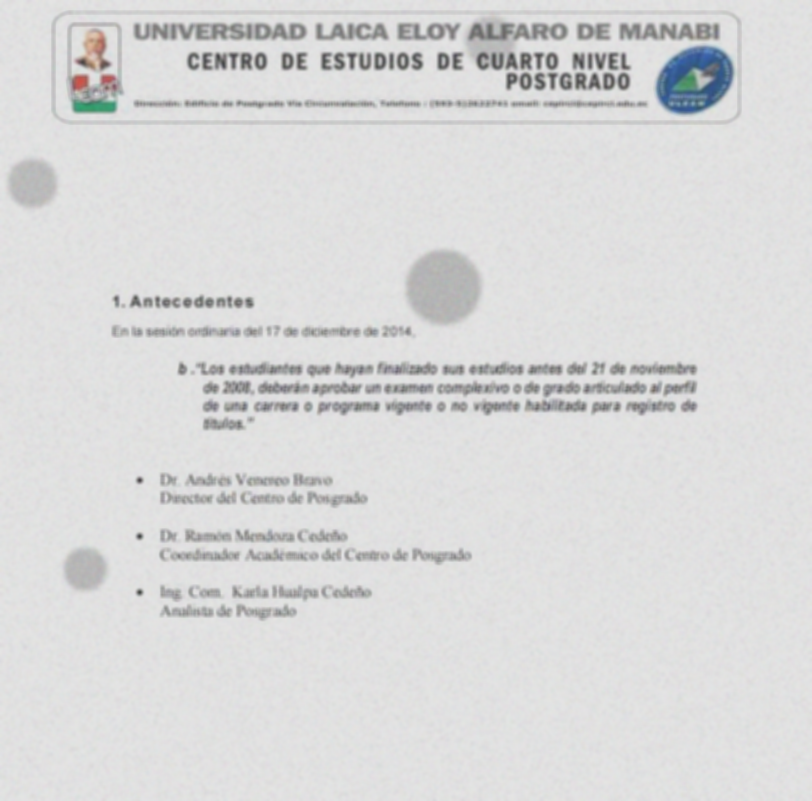 UNIVERSIDAD LAICA ELOY ALFARO DE MANABI
CENTRO DE ESTUDIOS DE CUARTO NIVEL
POSTGRADO
Dirección: Edificio de Postgrado Vía Circunvalación, Telefono : (593-5)2622741 email:
1. Antecedentes
En la sesión ordinaria del 17 de diciembre de 2014,
b ."Los estudiantes que hayan finalizado sus estudios antes del 21 de noviembre
de 2008, deberán aprobar un examen complexivo o de grado articulado al perfil
de una carrera o programa vigente o no vigente habilitada para registro de
títulos."
• Dr. Andrés Venereo Bravo
Director del Centro de Posgrado
• Dr. Ramón Mendoza Cedeño
Coordinador Académico del Centro de Posgrado
• Ing. Com. Karla Hualpa Cedeño
Analista de Posgrado